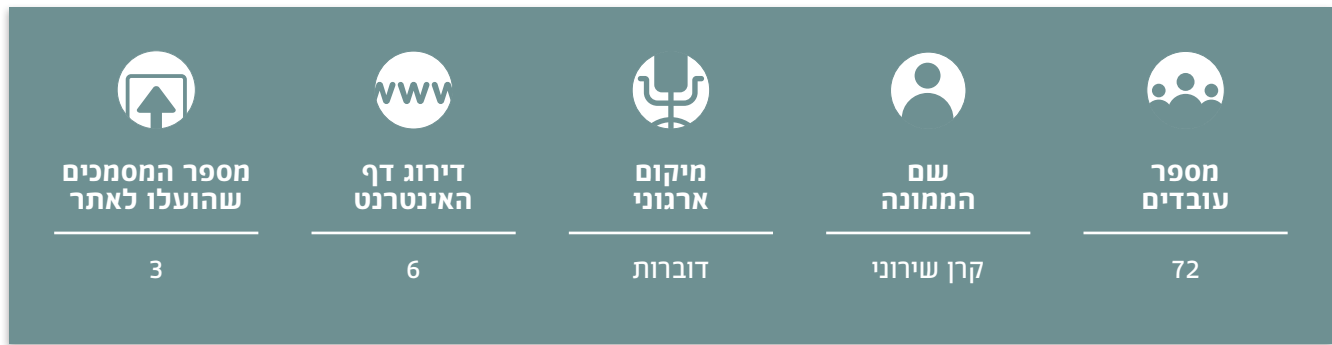 מספר
עובדים
72
שם
הממונה
קרן שירוני
מיקום
ארגוני
דוברות
www
דירוג דף
האינטרנט
6
מספר המסמכים
שהועלו לאתר
3